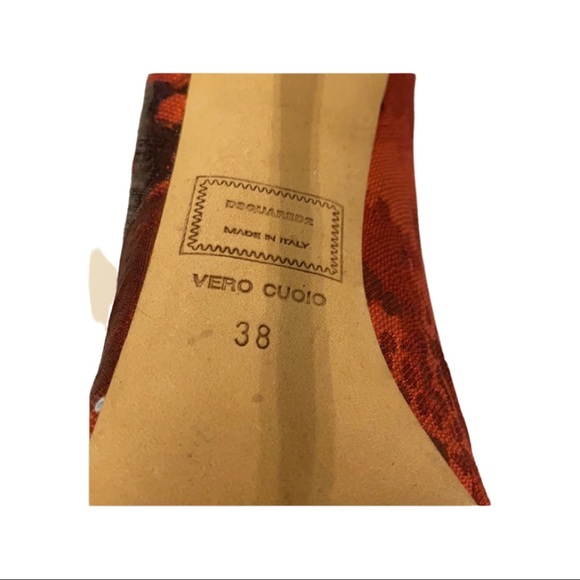 DSQUARED2
MADE IN ITALY
VERO CUOIO
38